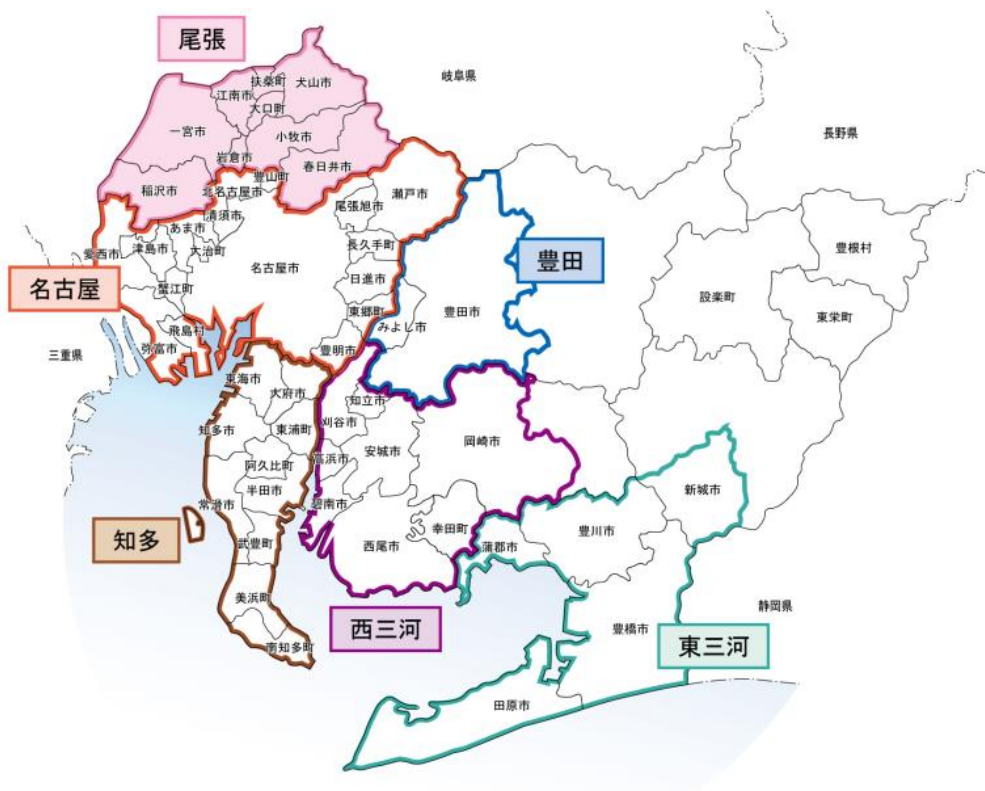 尾張
岐阜県
扶桑町
犬山市
江南市
大口町
一宮市
小牧市
長野県
岩倉市
春日井市
豊山町
稲沢市
北名古屋市
瀬戸市
尾張旭市
清須市
あま市
豊根村
愛西市
津島市
大治町
長久手町
名古屋市
豊田
日進市
名古屋
蟹江町
設楽町
東栄町
東郷町
豊田市
飛島村
みよし市
弥富市
豊明市
三重県
東海市
大府市
知立市
知多市
東浦町
刈谷市
岡崎市
安城市
高浜市
阿久比町
半田市
新城市
常滑市
碧南市
知多
武豊町
西尾市
幸田町
蒲郡市
豊川市
美浜町
静岡県
西三河
豊橋市
東三河
南知多町
田原市